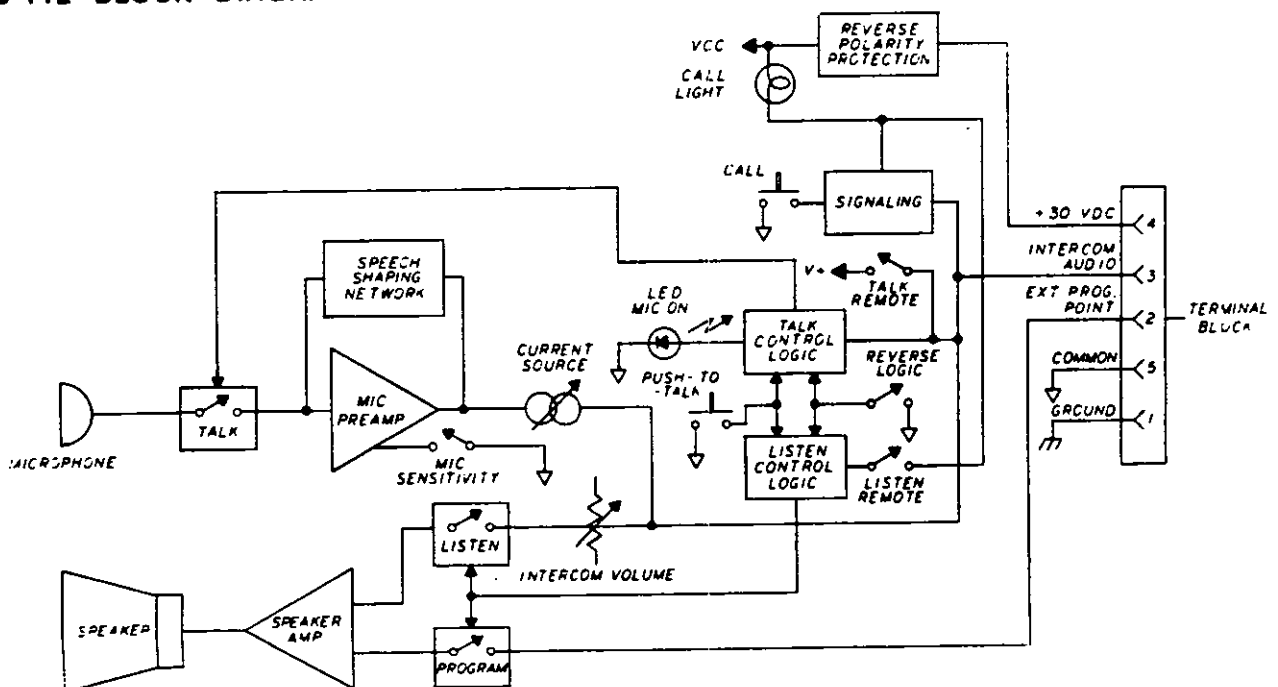 BLOCK
VCC
REVERSE
POLARITY
PROTECTION
CALL
LIGHT
CALL
SIGNALING
+30 VDC
4
INTERCOM
AUDIO
3
EXT PROG.
POINT
2
TERMINAL
BLOCK
COMMON
5
GROUND
1
SPEECH
SHAPING
NETWORK
V+
TALK
REMOTE
LED
MIC ON
TALK
CONTROL
LOGIC
REVERSE
LOGIC
CURRENT
SOURCE
PUSH-TO
-TALK
MIC
PREAMP
TALK
MICROPHONE
MIC
SENSITIVITY
LISTEN
CONTROL
LOGIC
LISTEN
REMOTE
LISTEN
INTERCOM VOLUME
SPEAKER
SPEAKER
AMP
PROGRAM